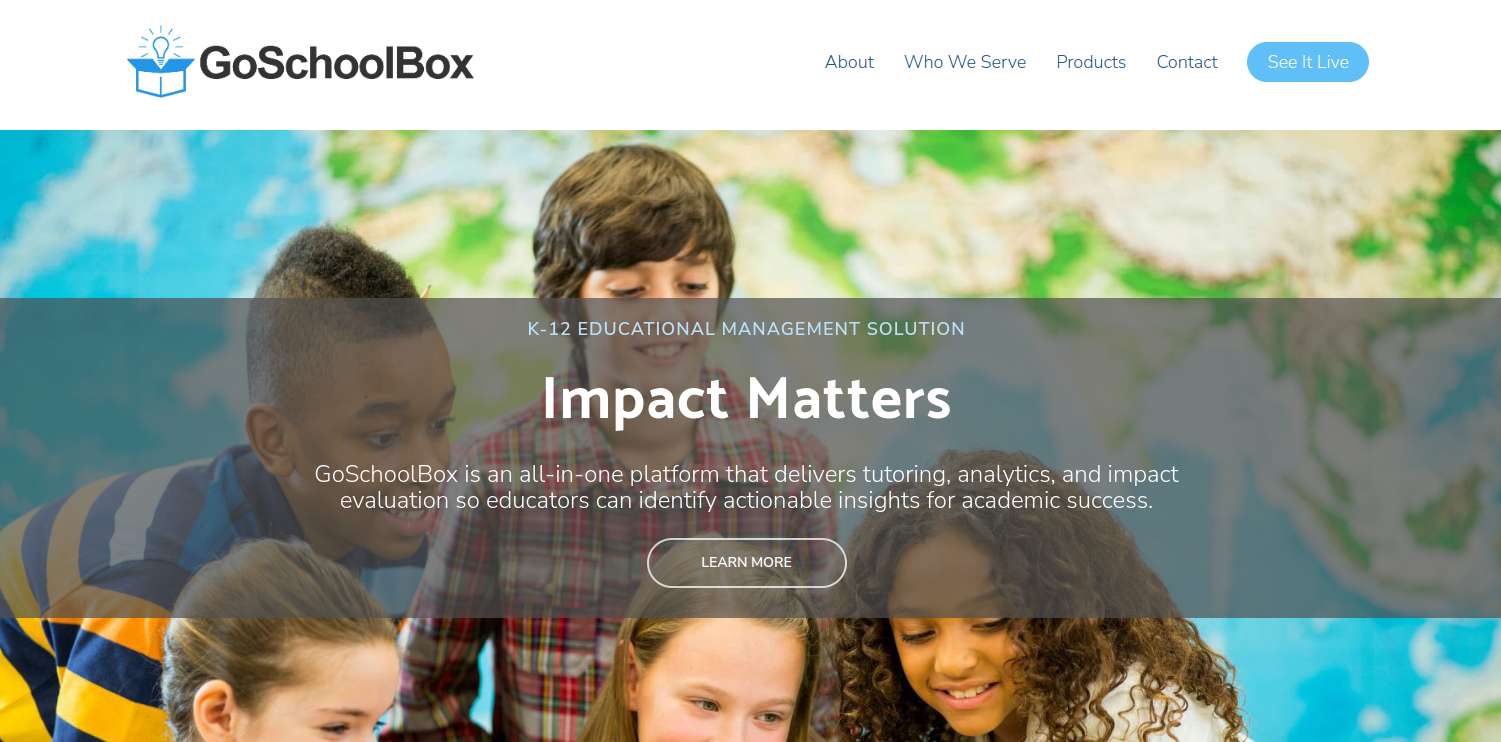 GoSchoolBox
About Who We Serve Products Contact See It Live
K-12 EDUCATIONAL MANAGEMENT SOLUTION
Impact Matters
GoSchoolBox is an all-in-one platform that delivers tutoring, analytics, and impact
evaluation so educators can identify actionable insights for academic success.
LEARN MORE